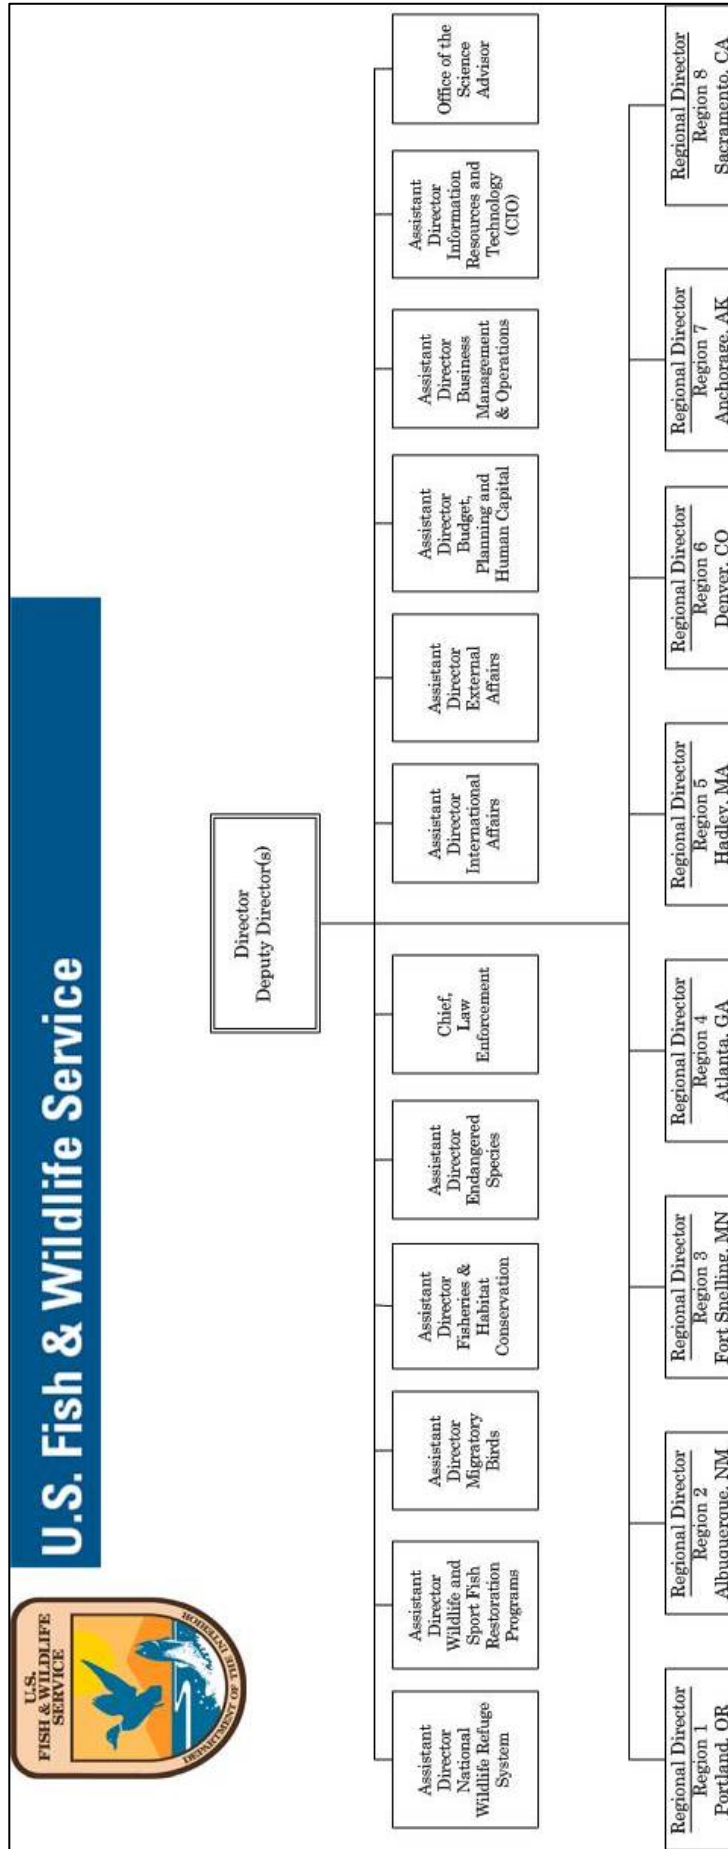 U.S.
FISH & WILDLIFE
SERVICE
DEPARTMENT OF THE INTERIOR
U.S. Fish & Wildlife Service
Director
Deputy Director(s)
Assistant
Director
National
Wildlife Refuge
System
Assistant
Director
Wildlife and
Sport Fish
Restoration
Programs
Assistant
Director
Migratory
Birds
Assistant
Director
Fisheries &
Habitat
Conservation
Assistant
Director
Endangered
Species
Chief,
Law
Enforcement
Assistant
Director
International
Affairs
Assistant
Director
External
Affairs
Assistant
Director
Budget,
Planning and
Human Capital
Assistant
Director
Business
Management
& Operations
Assistant
Director
Information
Resources and
Technology
(CIO)
Office of the
Science
Advisor
Regional Director
Region 1
Portland, OR
Regional Director
Region 2
Albuquerque, NM
Regional Director
Region 3
Fort Snelling, MN
Regional Director
Region 4
Atlanta, GA
Regional Director
Region 5
Hadley, MA
Regional Director
Region 6
Denver, CO
Regional Director
Region 7
Anchorage, AK
Regional Director
Region 8
Sacramento, CA